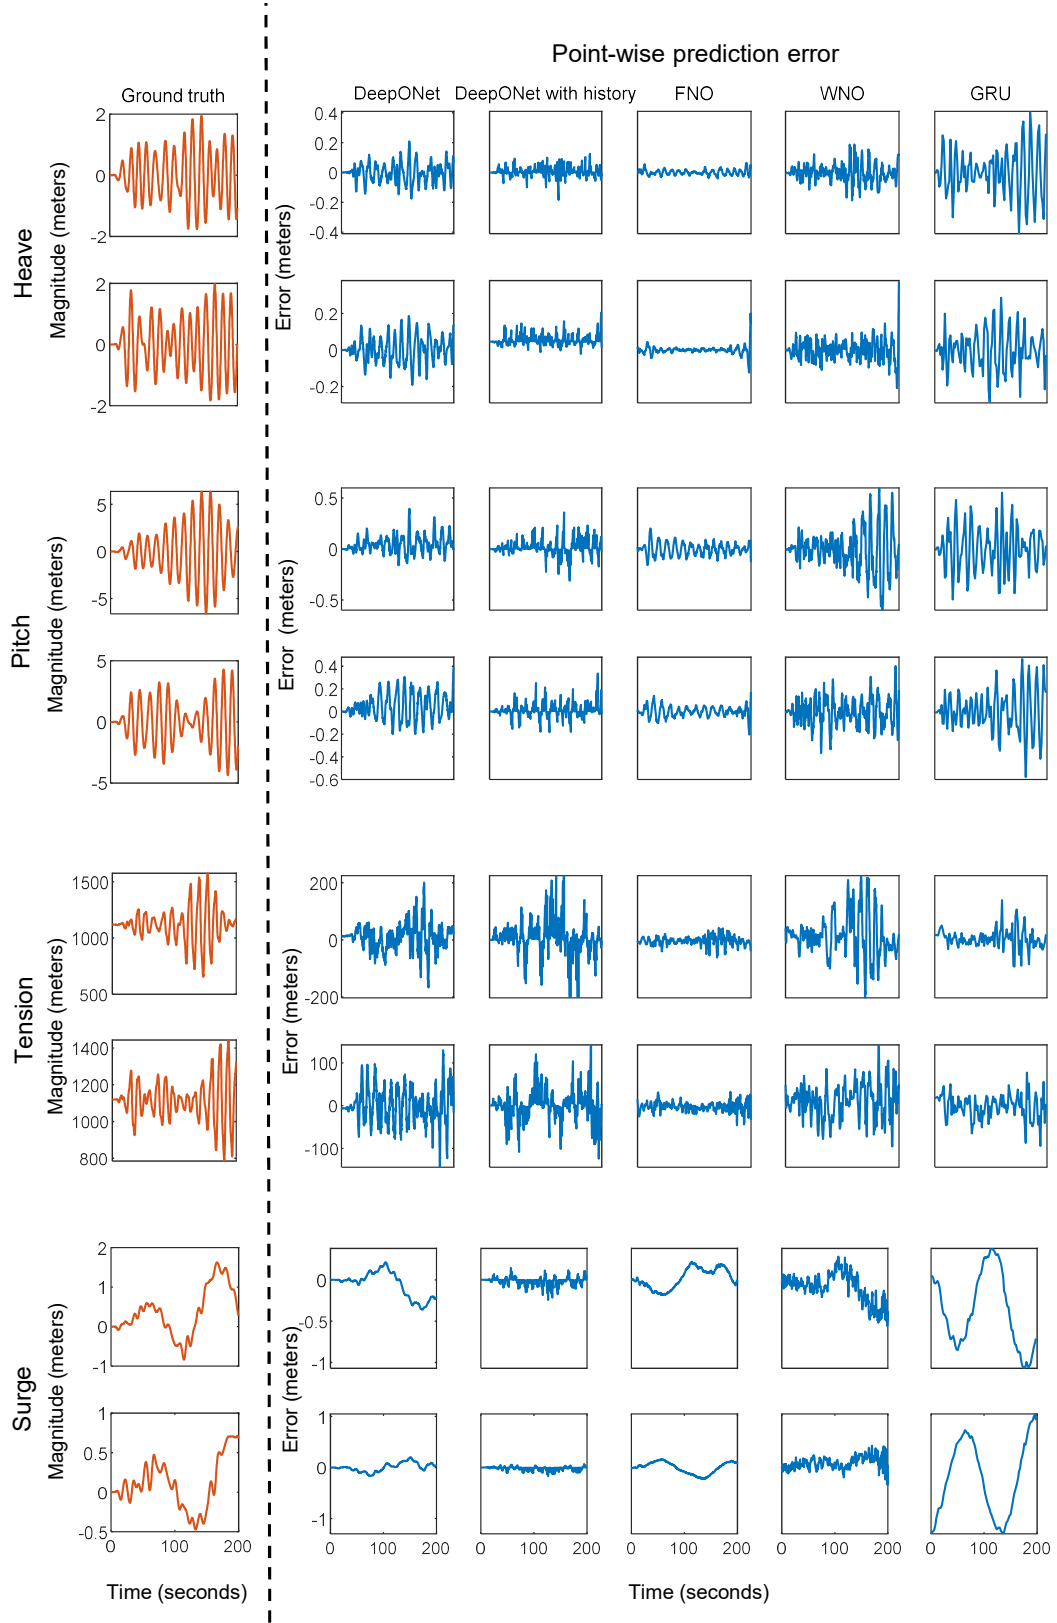 Point-wise prediction error
Ground truth
DeepONet
DeepONet with history
FNO
WNO
GRU
Heave
Magnitude (meters)
2
0
-2
2
0
-2
Error (meters)
0.4
0.2
0
-0.2
-0.4
0.2
0
-0.2
Pitch
Magnitude (meters)
5
0
-5
5
0
-5
Error (meters)
0.5
0
-0.5
0.4
0.2
0
-0.2
-0.4
-0.6
Tension
Magnitude (meters)
1500
1000
500
1400
1200
1000
800
Error (meters)
200
0
-200
100
0
-100
Surge
Magnitude (meters)
2
1
0
-1
1
0.5
0
-0.5
Error (meters)
0
-0.5
-1
1
0
-1
0 100 200
0 100 200
0 100 200
0 100 200
0 100 200
0 100 200
Time (seconds)
Time (seconds)